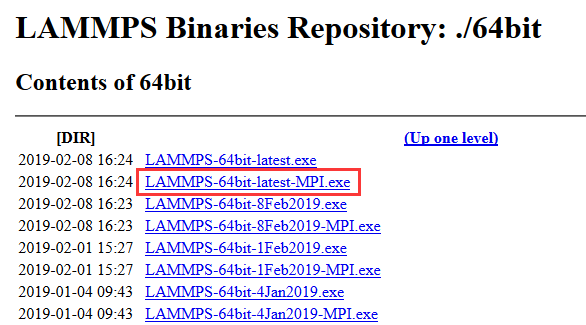 LAMMPS Binaries Repository: ./64bit
Contents of 64bit
[DIR] (Up one level)
2019-02-08 16:24 LAMMPS-64bit-latest.exe
2019-02-08 16:24 LAMMPS-64bit-latest-MPI.exe
2019-02-08 16:23 LAMMPS-64bit-8Feb2019.exe
2019-02-08 16:23 LAMMPS-64bit-8Feb2019-MPI.exe
2019-02-01 15:27 LAMMPS-64bit-1Feb2019.exe
2019-02-01 15:27 LAMMPS-64bit-1Feb2019-MPI.exe
2019-01-04 09:43 LAMMPS-64bit-4Jan2019.exe
2019-01-04 09:43 LAMMPS-64bit-4Jan2019-MPI.exe